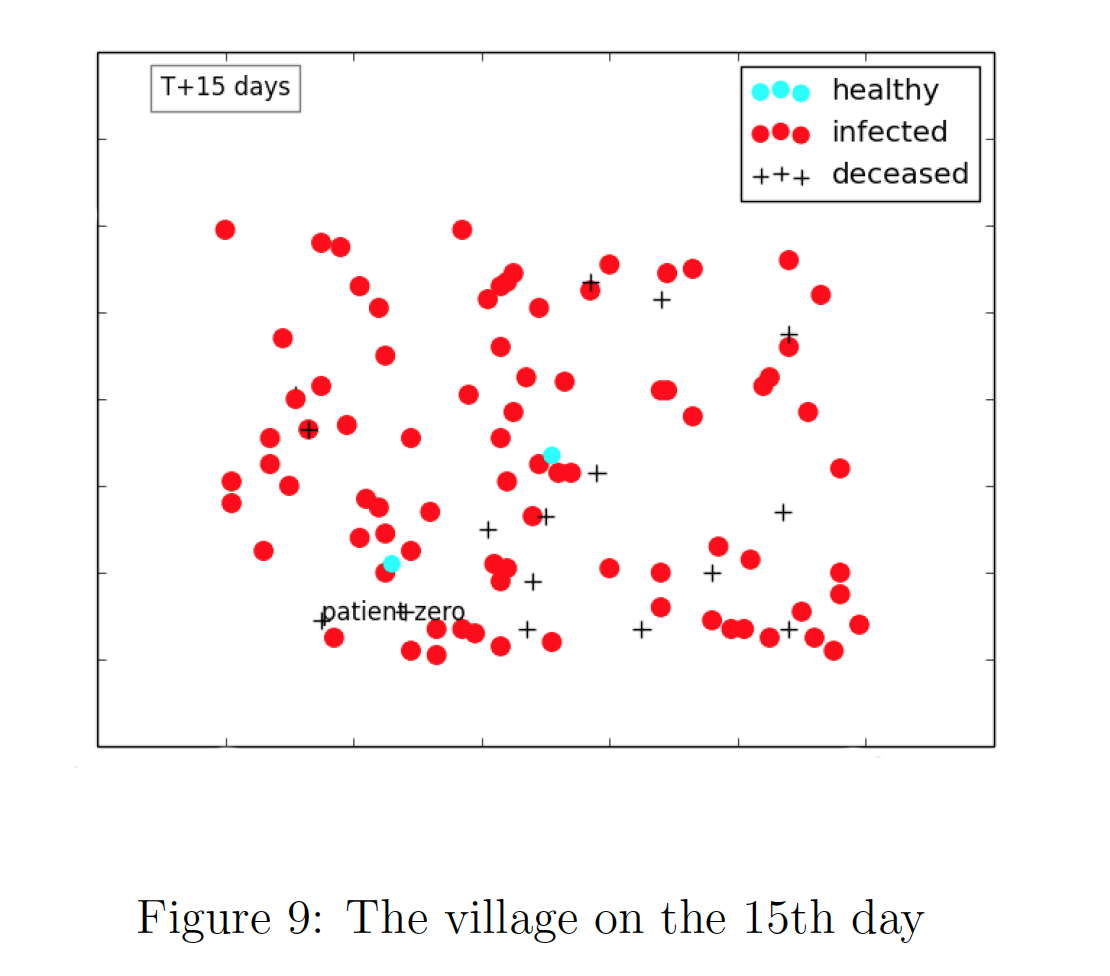 T+15 days
healthy
infected
deceased
patient zero
Figure 9: The village on the 15th day